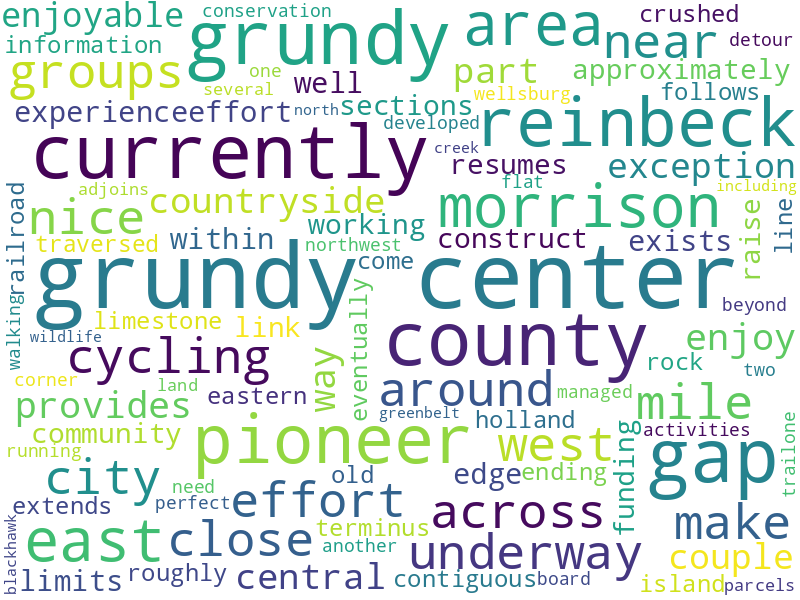 enjoyable
conservation
grundy
area
near
crushed
detour
information
groups
several
one
well
part
approximately
wellsburg
follows
experienceeffort
north
sections
developed
reinbeck
currently
creek
resumes
exception
flat
including
railroad
adjoins
nice
countryside
morrison
traversed
within
working
northwest
construct
exists
raise
line
grundy center
come
walking
wildlife
limestone
link
eventually
county
beyond
enjoy
cycling
way
corner
land
eastern
around
rock
two
managed
provides
greenbelt
holland
mile
activities
community
running
pioneer
west
funding
gap
trailone
city
need
old
edge
ending
perfect
effort
extends
across
make
east
close
terminus
another
underway
couple
blackhawk
limits
roughly
central
contiguous
board
island
parcels